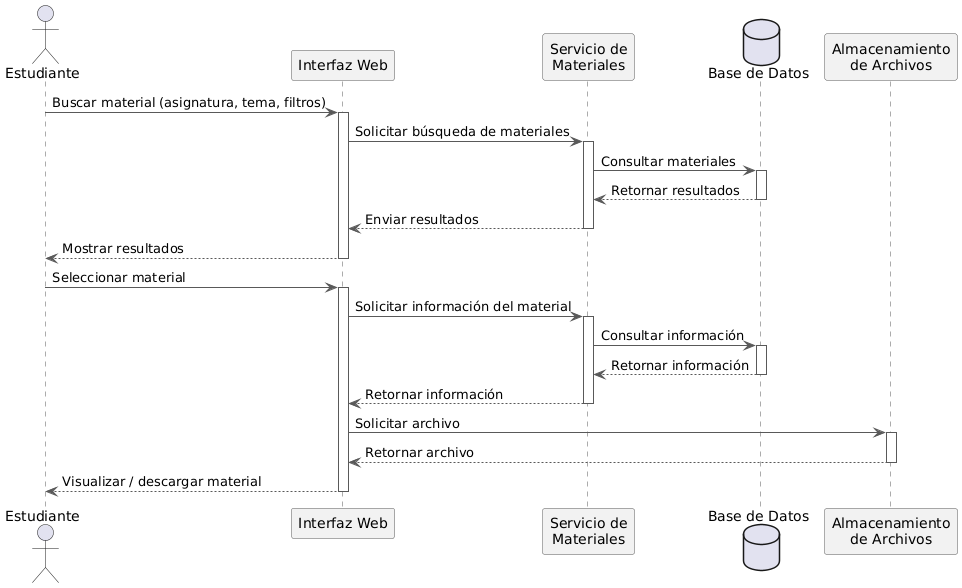 Estudiante
Interfaz Web
Servicio de
Materiales
Base de Datos
Almacenamiento
de Archivos
Buscar material (asignatura, tema, filtros)
Solicitar búsqueda de materiales
Consultar materiales
Retornar resultados
Enviar resultados
Mostrar resultados
Seleccionar material
Solicitar información del material
Consultar información
Retornar información
Retornar información
Solicitar archivo
Retornar archivo
Visualizar / descargar material
Estudiante
Interfaz Web
Servicio de
Materiales
Base de Datos
Almacenamiento
de Archivos